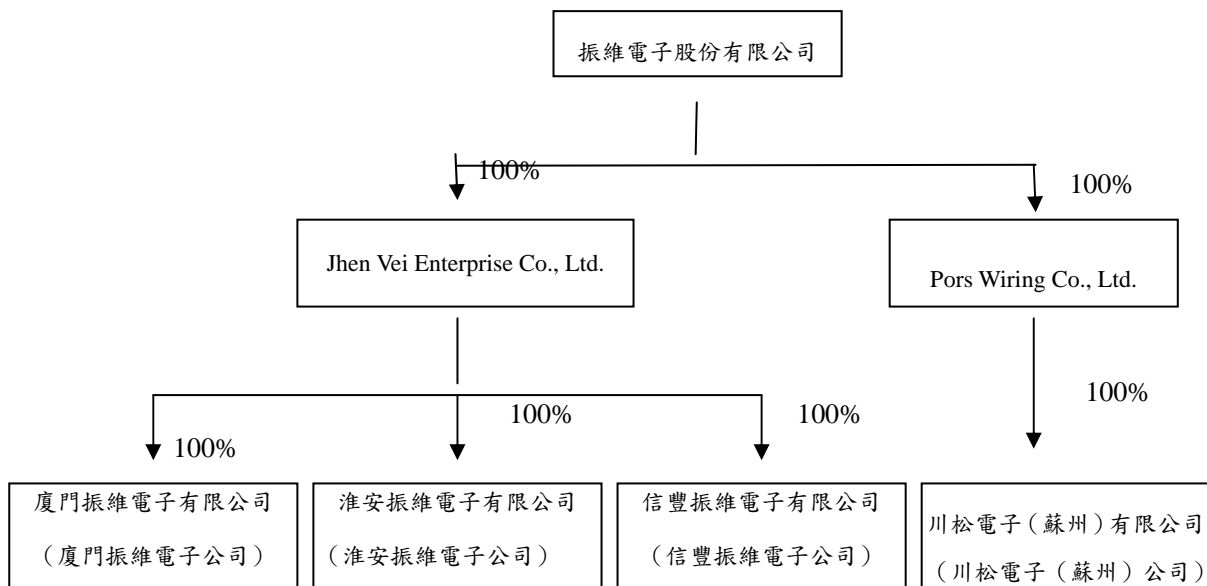 振維電子股份有限公司
100%
100%
Jhen Vei Enterprise Co., Ltd.
Pors Wiring Co., Ltd.
100%
100%
100%
100%
廈門振維電子有限公司
（廈門振維電子公司）
淮安振維電子有限公司
（淮安振維電子公司）
信豐振維電子有限公司
（信豐振維電子公司）
川松電子（蘇州）有限公司
（川松電子（蘇州）公司）